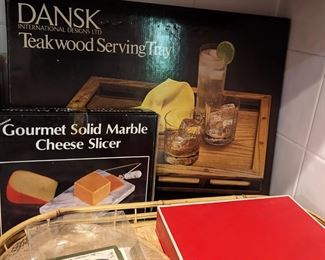 DANSK
INTERNATIONAL DESIGNS LTD
Teakwood Serving Tray
Gourmet Solid Marble
Cheese Slicer